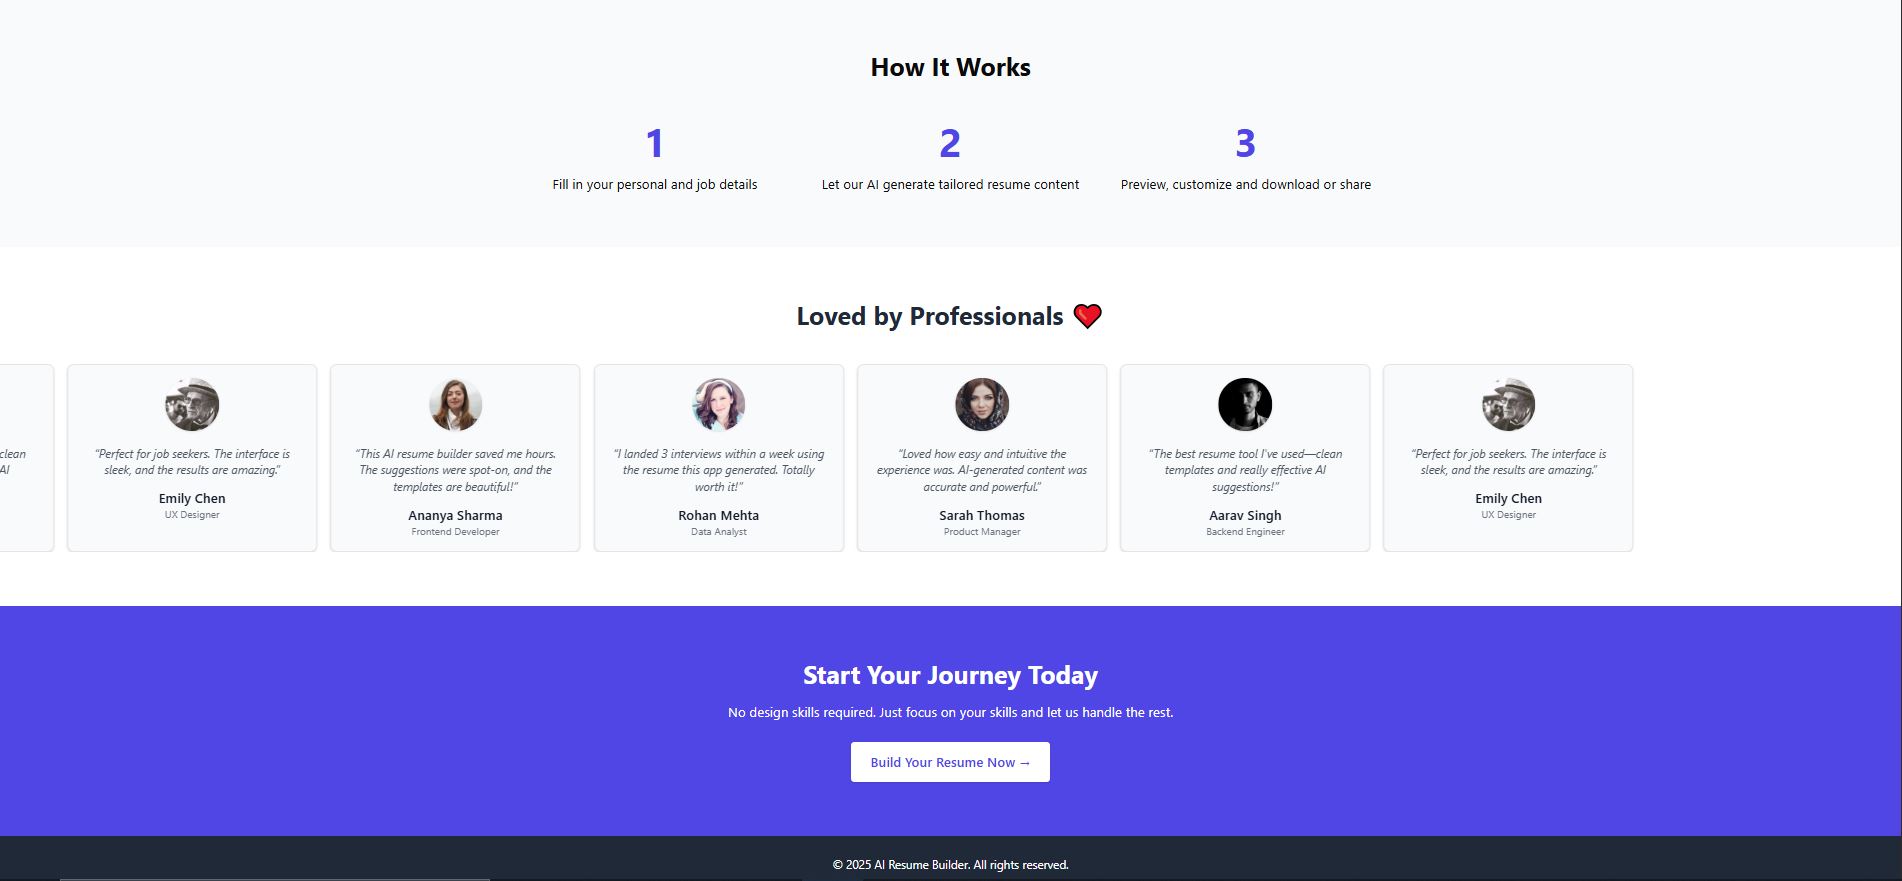 How It Works
1
2
3
Fill in your personal and job details
Let our AI generate tailored resume content
Preview, customize and download or share
Loved by Professionals ❤️
clean
AI
“Perfect for job seekers. The interface is
sleek, and the results are amazing.”
Emily Chen
UX Designer
“This AI resume builder saved me hours.
The suggestions were spot-on, and the
templates are beautiful!”
Ananya Sharma
Frontend Developer
“I landed 3 interviews within a week using
the resume this app generated. Totally
worth it!”
Rohan Mehta
Data Analyst
“Loved how easy and intuitive the
experience was. AI-generated content was
accurate and powerful.”
Sarah Thomas
Product Manager
“The best resume tool I've used—clean
templates and really effective AI
suggestions!”
Aarav Singh
Backend Engineer
“Perfect for job seekers. The interface is
sleek, and the results are amazing.”
Emily Chen
UX Designer
Start Your Journey Today
No design skills required. Just focus on your skills and let us handle the rest.
Build Your Resume Now →
© 2025 AI Resume Builder. All rights reserved.